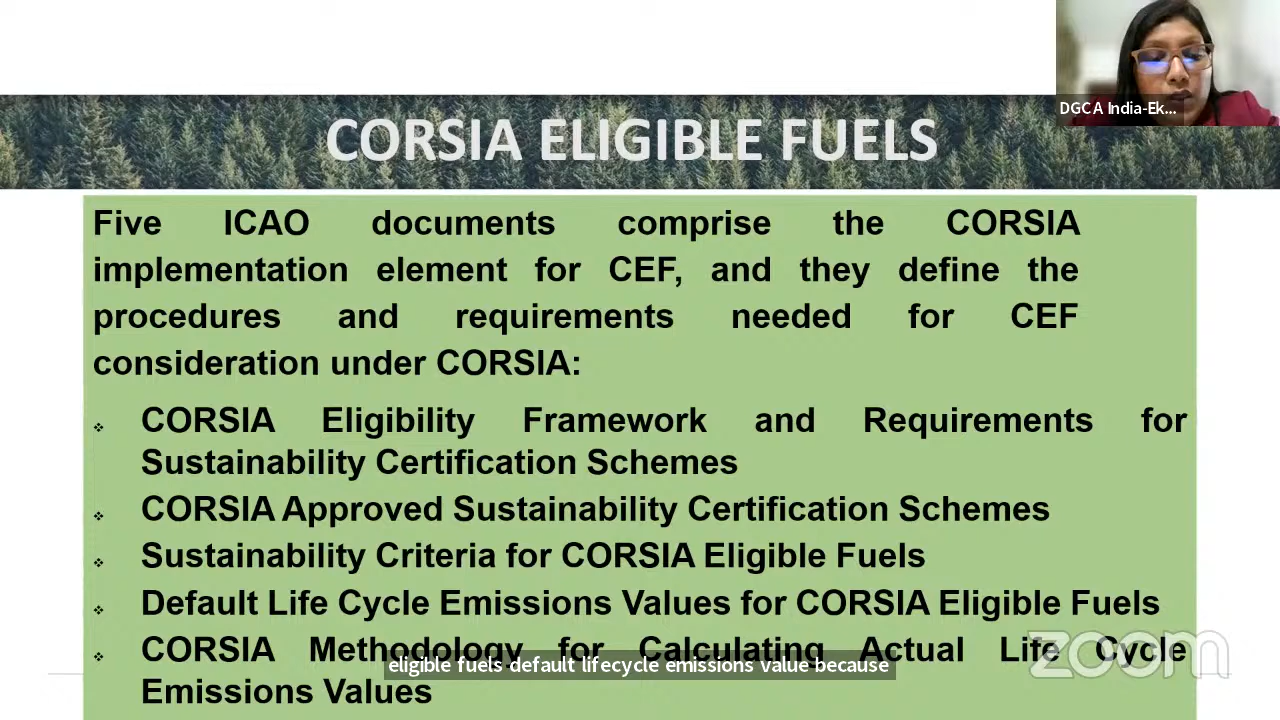 DGCA India-Ek...
CORSIA ELIGIBLE FUELS
Five ICAO documents comprise the CORSIA
implementation element for CEF, and they define the
procedures and requirements needed for CEF
consideration under CORSIA:
❖ CORSIA Eligibility Framework and Requirements for
Sustainability Certification Schemes
❖ CORSIA Approved Sustainability Certification Schemes
❖ Sustainability Criteria for CORSIA Eligible Fuels
❖ Default Life Cycle Emissions Values for CORSIA Eligible Fuels
❖ CORSIA Methodology for Calculating Actual Life Cycle
Emissions Values
eligible fuels default lifecycle emissions value because
zoom